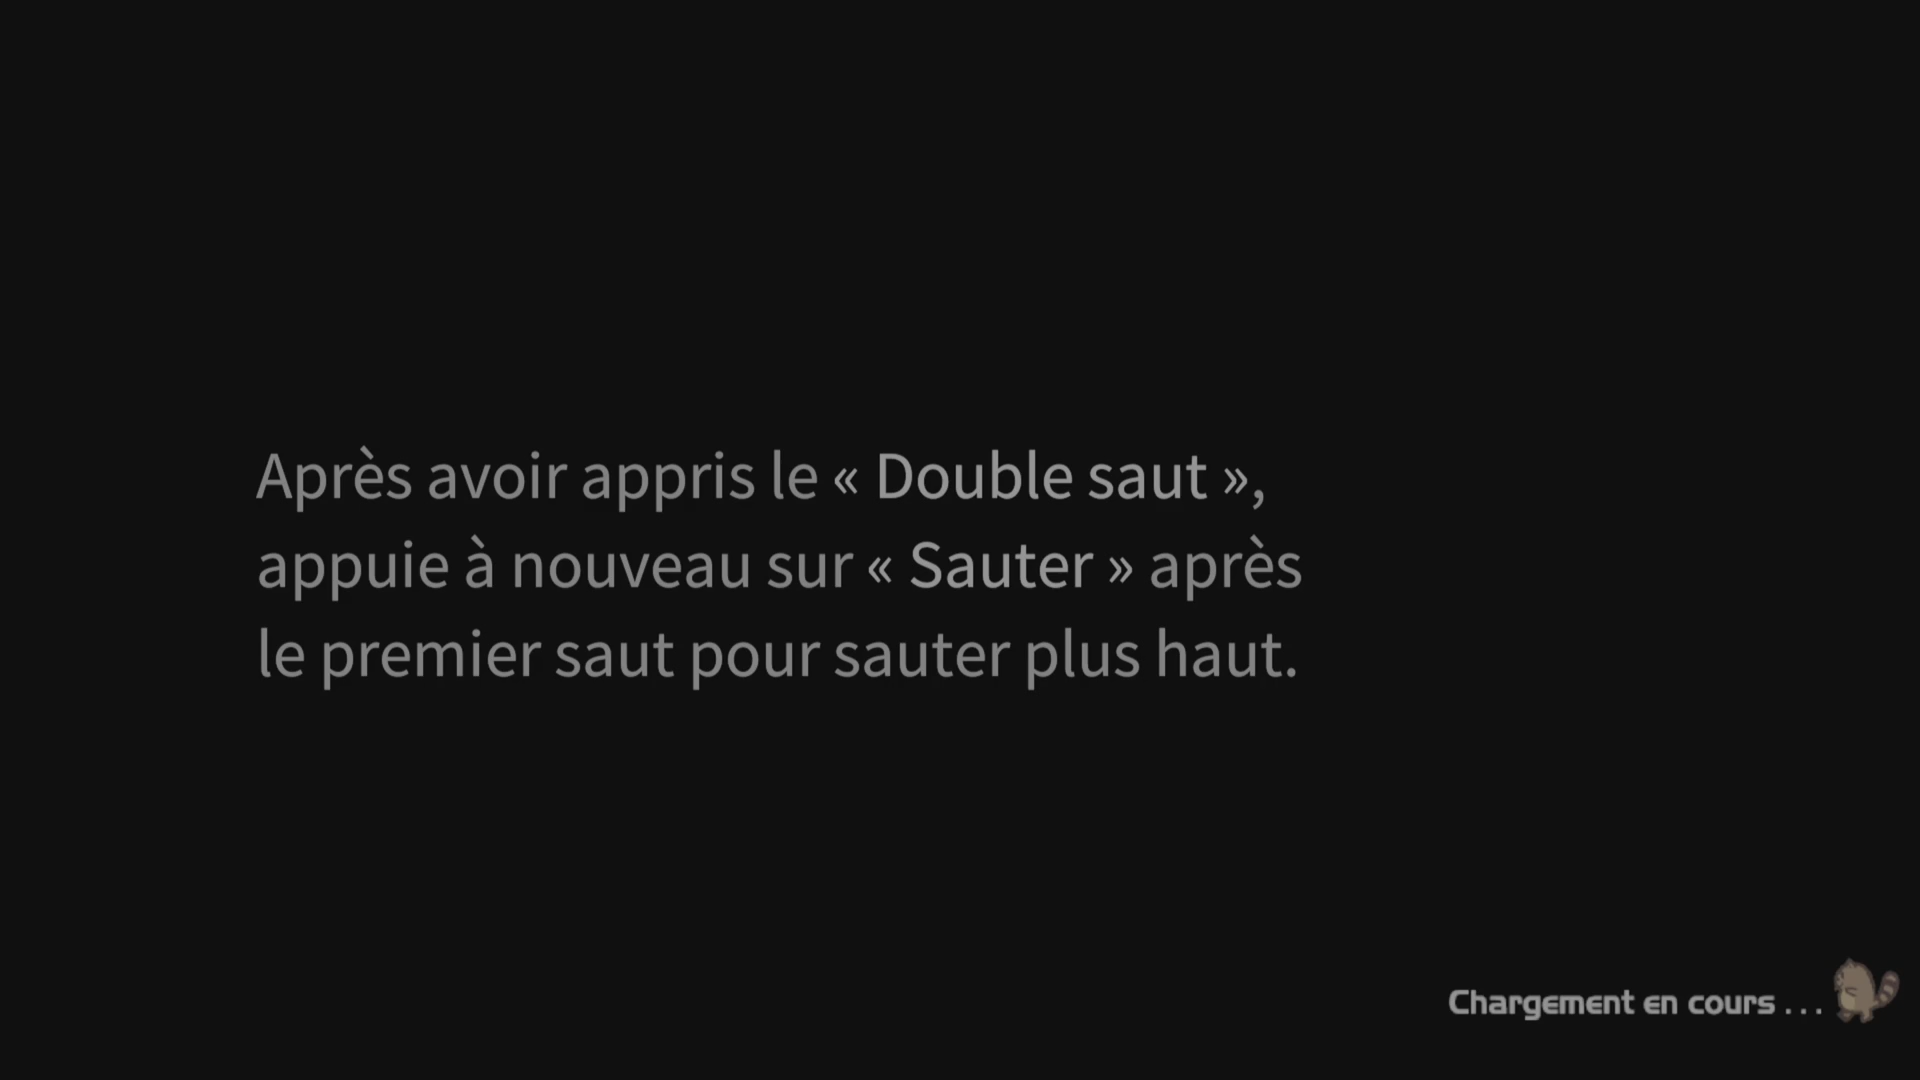 Après avoir appris le « Double saut »,
appuie à nouveau sur « Sauter » après
le premier saut pour sauter plus haut.
Chargement en cours ...